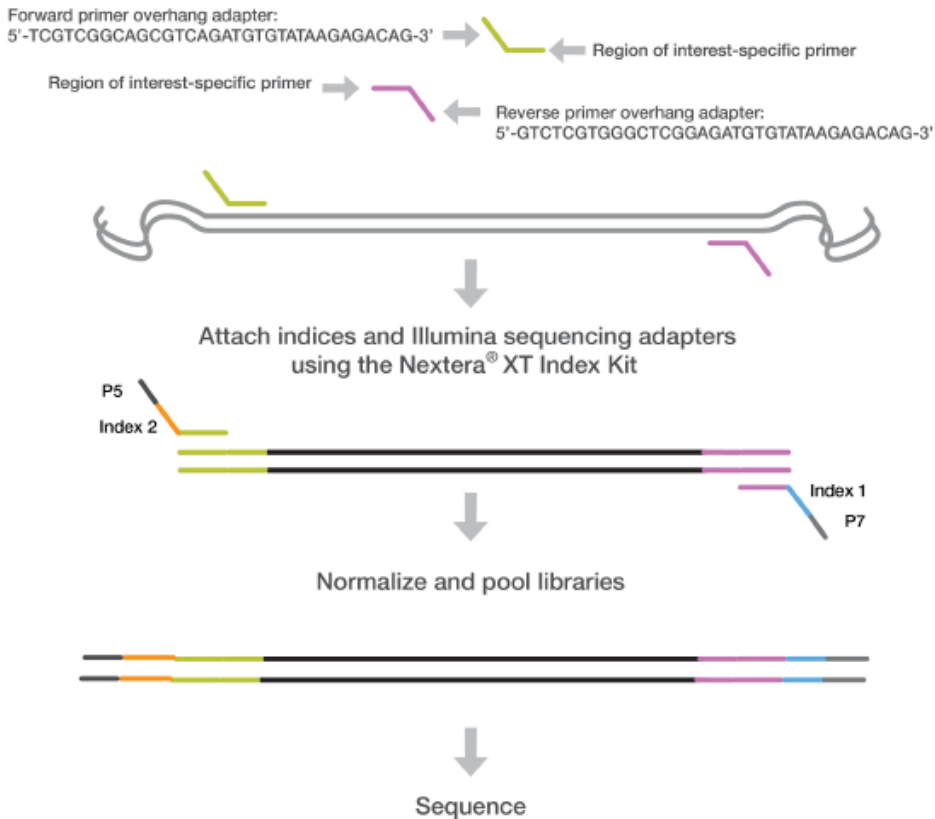 Forward primer overhang adapter:
5'-TCGTCGGCAGCGTCAGATGTGTATAAGAGACAG-3'
Region of interest-specific primer
Region of interest-specific primer
Reverse primer overhang adapter:
5'-GTCTCGTGGGCTCGGAGATGTGTATAAGAGACAG-3'
Attach indices and Illumina sequencing adapters
using the Nextera® XT Index Kit
P5
Index 2
Index 1
P7
Normalize and pool libraries
Sequence